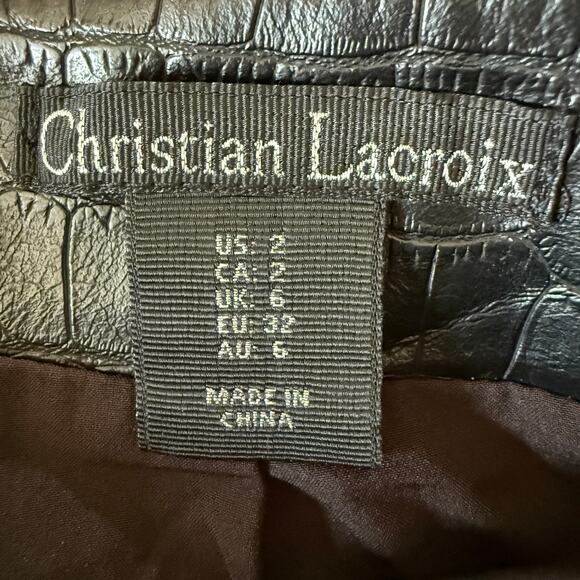 Christian Lacroix
US: 2
CA: 2
UK: 6
EU: 32
AU: 6
MADE IN
CHINA